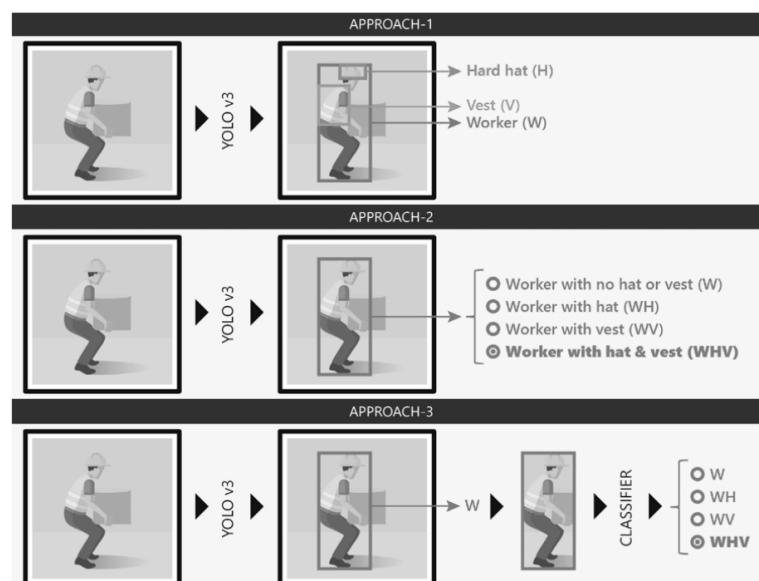 APPROACH-1
YOLO v3
Hard hat (H)
Vest (V)
Worker (W)
APPROACH-2
YOLO v3
Worker with no hat or vest (W)
Worker with hat (WH)
Worker with vest (WV)
Worker with hat & vest (WHV)
APPROACH-3
YOLO v3
W
CLASSIFIER
W
WH
WV
WHV